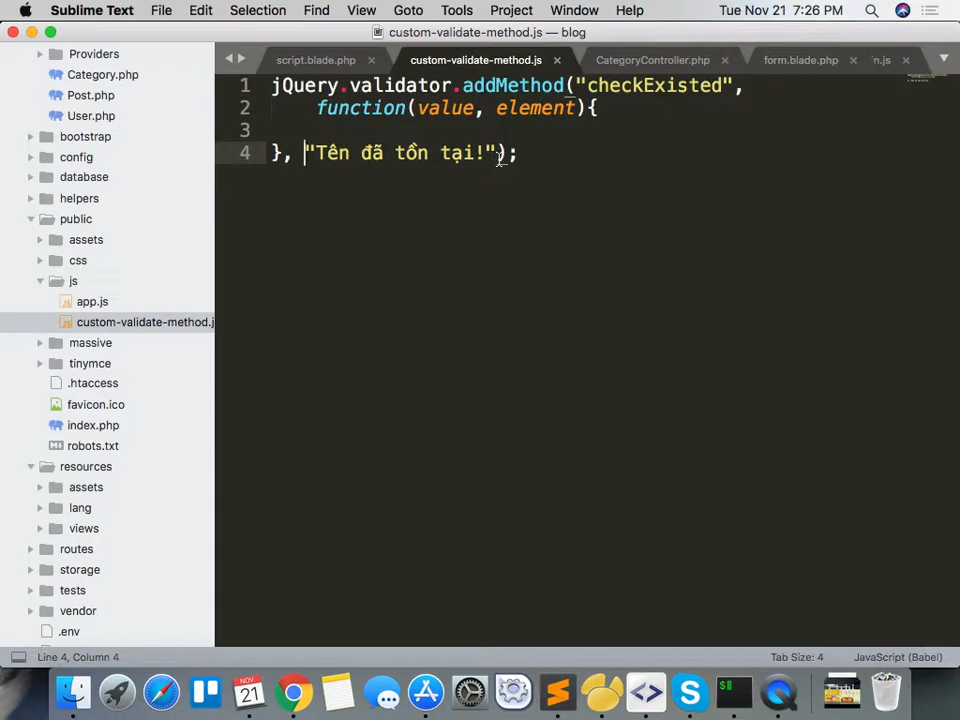 Sublime Text File Edit Selection Find View Goto Tools Project Window Help Tue Nov 21 7:26 PM
custom-validate-method.js — blog
script.blade.php custom-validate-method.js CategoryController.php form.blade.php n.js
Providers
Category.php
Post.php
User.php
bootstrap
config
database
helpers
public
assets
css
js
app.js
custom-validate-method.j
massive
tinymce
.htaccess
favicon.ico
index.php
robots.txt
resources
assets
lang
views
routes
storage
tests
vendor
.env
1 jQuery.validator.addMethod("checkExisted",
2 function(value, element){
3
4 }, "Tên đã tồn tại!");
Line 4, Column 4 Tab Size: 4 JavaScript (Babel)
NOV
21